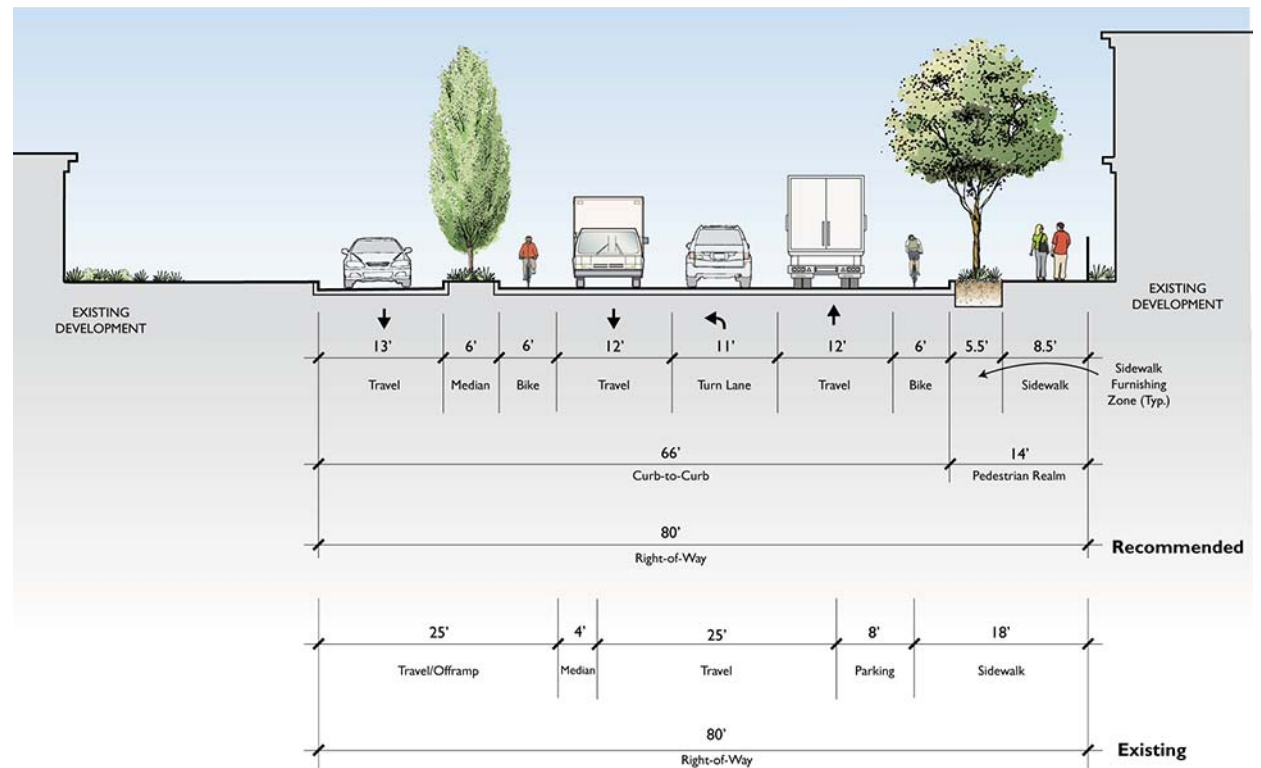 EXISTING
DEVELOPMENT
EXISTING
DEVELOPMENT
13' 6' 6' 12' 11' 12' 6' 5.5' 8.5'
Travel Median Bike Travel Turn Lane Travel Bike Sidewalk
Sidewalk
Furnishing
Zone (Typ.)
66' 14'
Curb-to-Curb Pedestrian Realm
80'
Right-of-Way
Recommended
25' 4' 25' 8' 18'
Travel/Offramp Median Travel Parking Sidewalk
80'
Right-of-Way
Existing